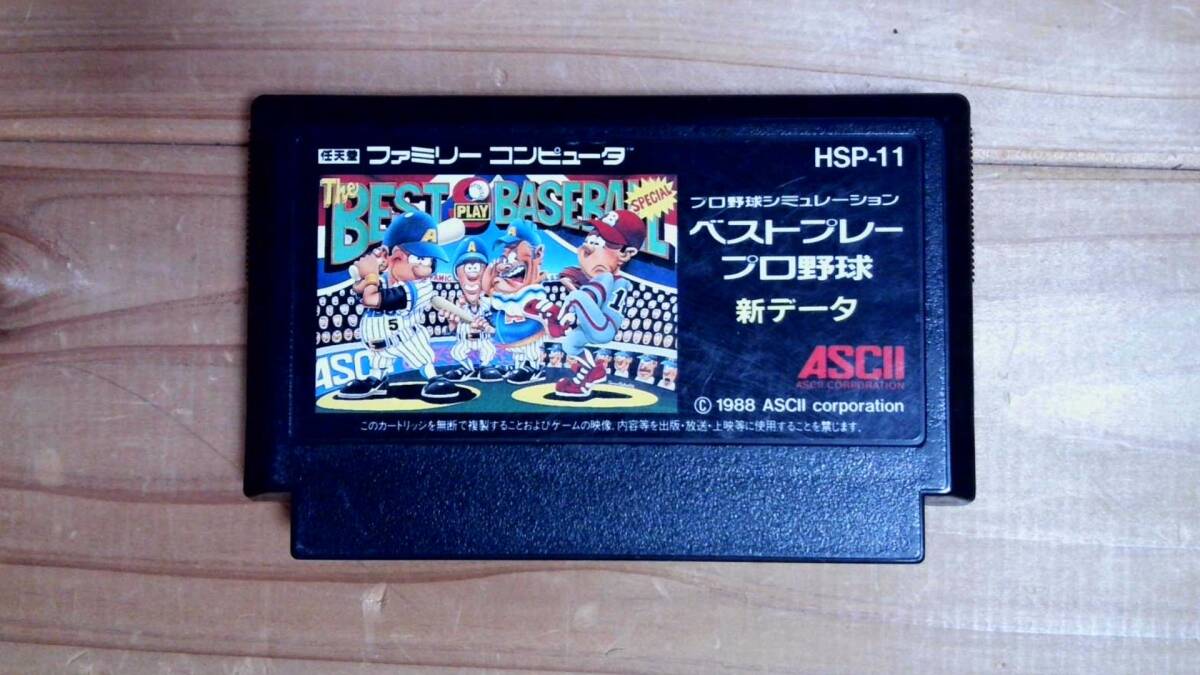 任天堂 ファミリー コンピュータ™
HSP-11
The
BEST PLAY BASEBALL
SPECIAL
A
A
A
B
5
1
ASCII
プロ野球シミュレーション
ベストプレー
プロ野球
新データ
ASCII
ASCII CORPORATION
© 1988 ASCII corporation
このカートリッジを無断で複製することおよびゲームの映像、内容等を出版・放送・上映等に使用することを禁じます。